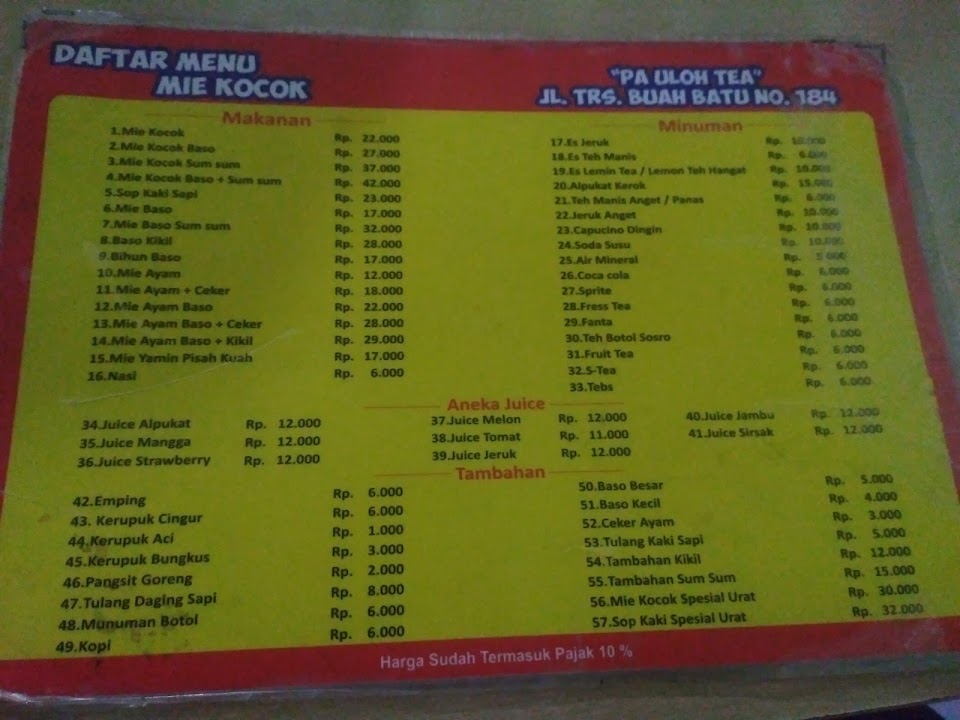 DAFTAR MENU
MIE KOCOK
"PA ULOH TEA"
JL. TRS. BUAH BATU NO. 184
Makanan
1.Mie Kocok Rp. 22.000
2.Mie Kocok Baso Rp. 27.000
3.Mie Kocok Sum sum Rp. 37.000
4.Mie Kocok Baso + Sum sum Rp. 42.000
5.Sop Kaki Sapi Rp. 23.000
6.Mie Baso Rp. 17.000
7.Mie Baso Sum sum Rp. 32.000
8.Baso Kikil Rp. 28.000
9.Bihun Baso Rp. 17.000
10.Mie Ayam Rp. 12.000
11.Mie Ayam + Ceker Rp. 18.000
12.Mie Ayam Baso Rp. 22.000
13.Mie Ayam Baso + Ceker Rp. 28.000
14.Mie Ayam Baso + Kikil Rp. 29.000
15.Mie Yamin Pisah Kuah Rp. 17.000
16.Nasi Rp. 6.000
Minuman
17.Es Jeruk Rp. 10.000
18.Es Teh Manis Rp. 6.000
19.Es Lemin Tea / Lemon Teh Hangat Rp. 10.000
20.Alpukat Kerok Rp. 15.000
21.Teh Manis Anget / Panas Rp. 6.000
22.Jeruk Anget Rp. 10.000
23.Capucino Dingin Rp. 10.000
24.Soda Susu Rp. 10.000
25.Air Mineral Rp.
26.Coca cola Rp. 6.000
27.Sprite Rp. 6.000
28.Fress Tea Rp. 6.000
29.Fanta Rp. 6.000
30.Teh Botol Sosro Rp. 6.000
31.Fruit Tea Rp. 6.000
32.S-Tea Rp. 6.000
33.Tebs Rp. 6.000
Aneka Juice
34.Juice Alpukat Rp. 12.000
35.Juice Mangga Rp. 12.000
36.Juice Strawberry Rp. 12.000
37.Juice Melon Rp. 12.000
38.Juice Tomat Rp. 11.000
39.Juice Jeruk Rp. 12.000
40.Juice Jambu Rp. 12.000
41.Juice Sirsak Rp. 12.000
Tambahan
42.Emping Rp. 6.000
43. Kerupuk Cingur Rp. 6.000
44.Kerupuk Aci Rp. 1.000
45.Kerupuk Bungkus Rp. 3.000
46.Pangsit Goreng Rp. 2.000
47.Tulang Daging Sapi Rp. 8.000
48.Munuman Botol Rp. 6.000
49.Kopi Rp. 6.000
50.Baso Besar Rp. 5.000
51.Baso Kecil Rp. 4.000
52.Ceker Ayam Rp. 3.000
53.Tulang Kaki Sapi Rp. 5.000
54.Tambahan Kikil Rp. 12.000
55.Tambahan Sum Sum Rp. 15.000
56.Mie Kocok Spesial Urat Rp. 30.000
57.Sop Kaki Spesial Urat Rp. 32.000
Harga Sudah Termasuk Pajak 10 %